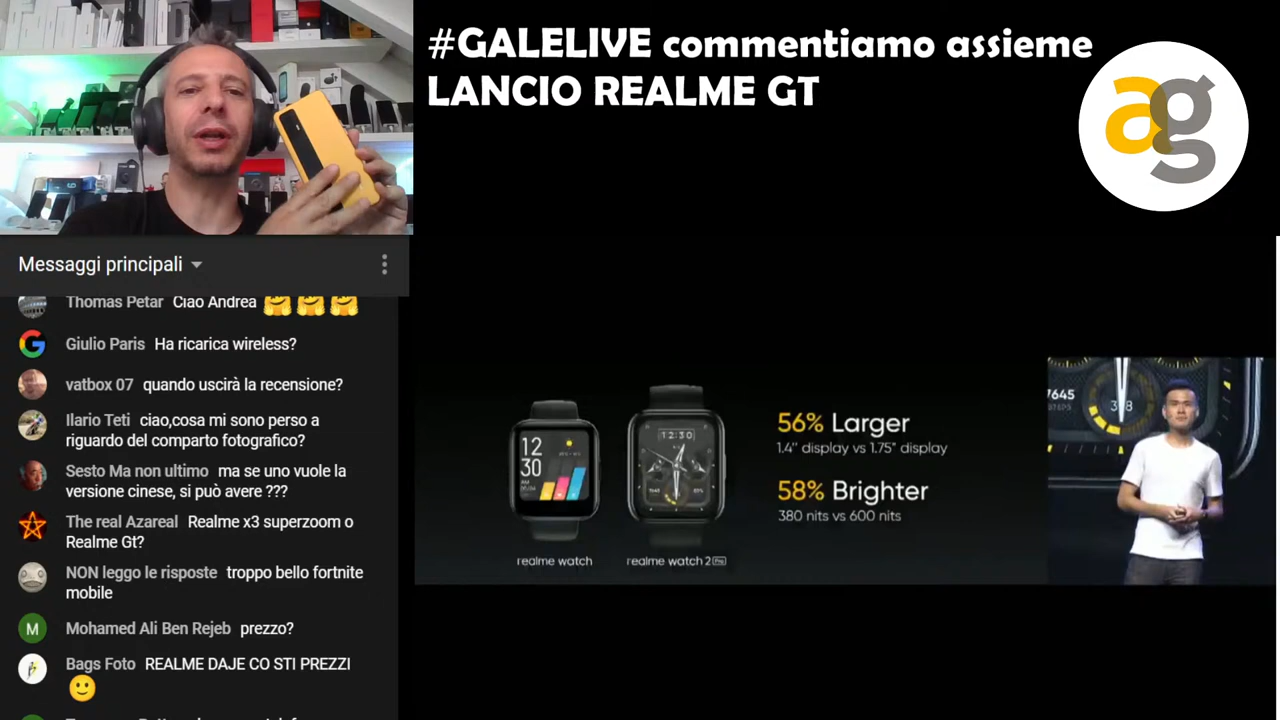 #GALELIVE commentiamo assieme
LANCIO REALME GT
ag
Messaggi principali
Thomas Petar Ciao Andrea
Giulio Paris Ha ricarica wireless?
vatbox 07 quando uscirà la recensione?
Ilario Teti ciao,cosa mi sono perso a
riguardo del comparto fotografico?
Sesto Ma non ultimo ma se uno vuole la
versione cinese, si può avere ???
The real Azareal Realme x3 superzoom o
Realme Gt?
NON leggo le risposte troppo bello fortnite
mobile
M
Mohamed Ali Ben Rejeb prezzo?
Bags Foto REALME DAJE CO STI PREZZI
12
30
12:30
realme watch
realme watch 2 Pro
56% Larger
1.4" display vs 1.75" display
58% Brighter
380 nits vs 600 nits
7645